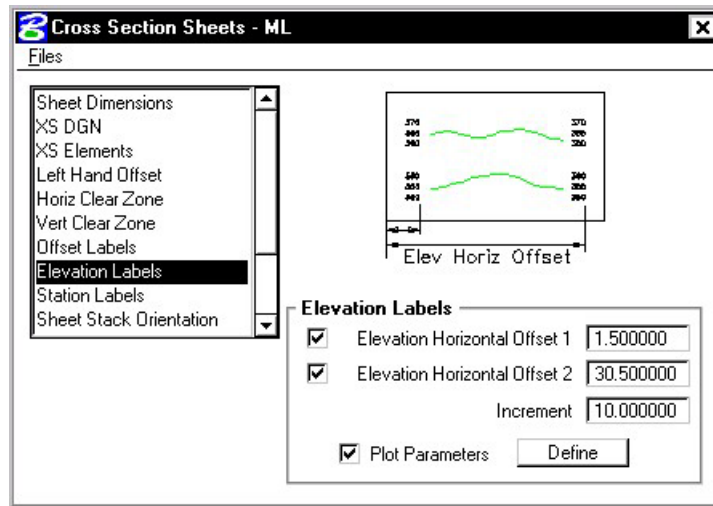 Cross Section Sheets - ML
Files
Sheet Dimensions
XS DGN
XS Elements
Left Hand Offset
Horiz Clear Zone
Vert Clear Zone
Offset Labels
Elevation Labels
Station Labels
Sheet Stack Orientation
Elev Horiz Offset
Elevation Labels
Elevation Horizontal Offset 1 1.500000
Elevation Horizontal Offset 2 30.500000
Increment 10.000000
Plot Parameters Define